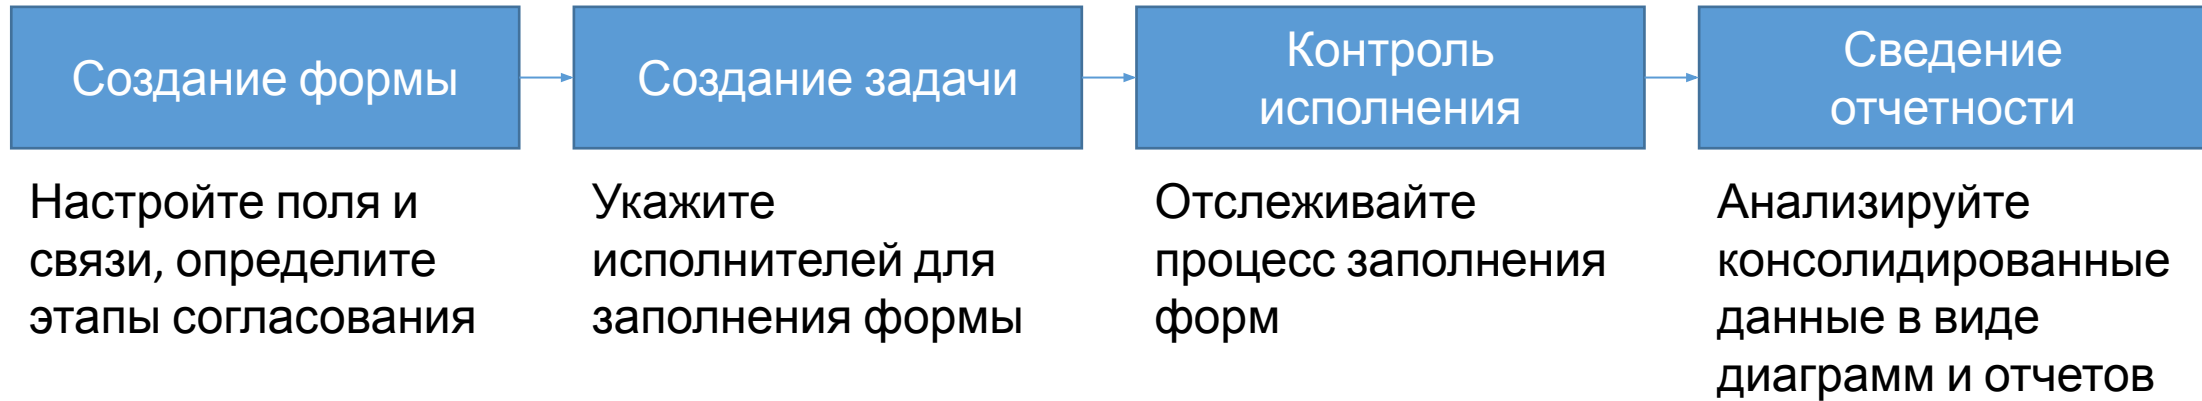 Создание формы
Настройте поля и
связи, определите
этапы согласования
Создание задачи
Укажите
исполнителей для
заполнения формы
Контроль
исполнения
Отслеживайте
процесс заполнения
форм
Сведение
отчетности
Анализируйте
консолидированные
данные в виде
диаграмм и отчетов